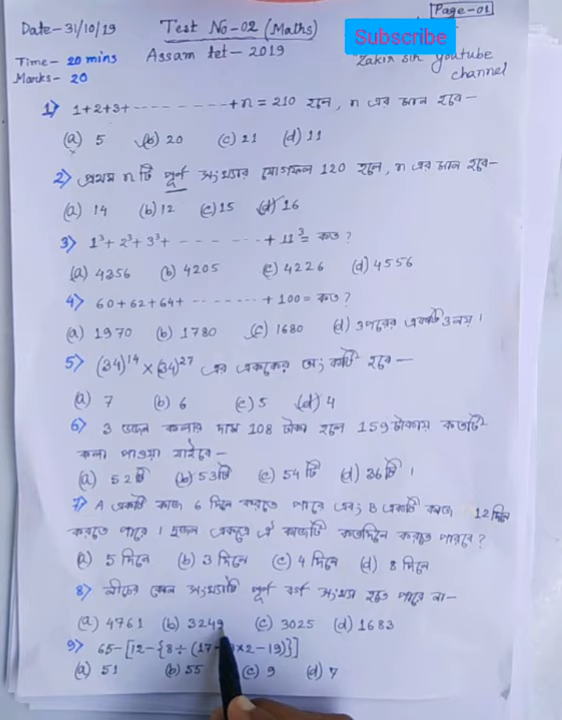 Page-01
Date-31/10/19 Test No-02 (Maths) Subscribe
Time- 20 mins Assam tet-2019 Zakir sir youtube
Marks- 20 channel
1) 1+2+3+ - - - - - - - - - +n = 210 হলে, n এর মান হবে—
(a) 5 (b) 20 (c) 21 (d) 11
2) প্রথম n টি পূর্ণ সংখ্যার যোগফল 120 হলে, n এর মান হবে—
(a) 14 (b) 12 (c) 15 (d) 16
3) 1³+2³+3³+ - - - - - - + 11³ = কত ?
(a) 4356 (b) 4205 (c) 4226 (d) 4556
4) 60+62+64+ - - - - - - - + 100 = কত ?
(a) 1970 (b) 1780 (c) 1680 (d) ওপরের একটিও নয়।
5) (34)¹⁴ × (34)²⁷ এর এককের অংকটি হবে —
(a) 7 (b) 6 (c) 5 (d) 4
6) 3 ডজন কলার দাম 108 টাকা হলে 159 টাকায় কতটি
কলা পাওয়া যাইবে—
(a) 52 টি (b) 53 টি (c) 54 টি (d) 36 টি।
7) A একটি কাজ 6 দিনে করতে পারে এবং B একটি কাজ 12 দিনে
করতে পারে। দুজন একত্রে ঐ কাজটি কতদিনে করতে পারবে ?
(a) 5 দিনে (b) 3 দিনে (c) 4 দিনে (d) 8 দিনে
8) নীচের কোন সংখ্যাটি পূর্ণ বর্গ সংখ্যা হতে পারে না—
(a) 4761 (b) 3249 (c) 3025 (d) 1683
9) 65-[12-{8÷(17- ×2-19)}]
(a) 51 (b) 55 (c) 9 (d) 7